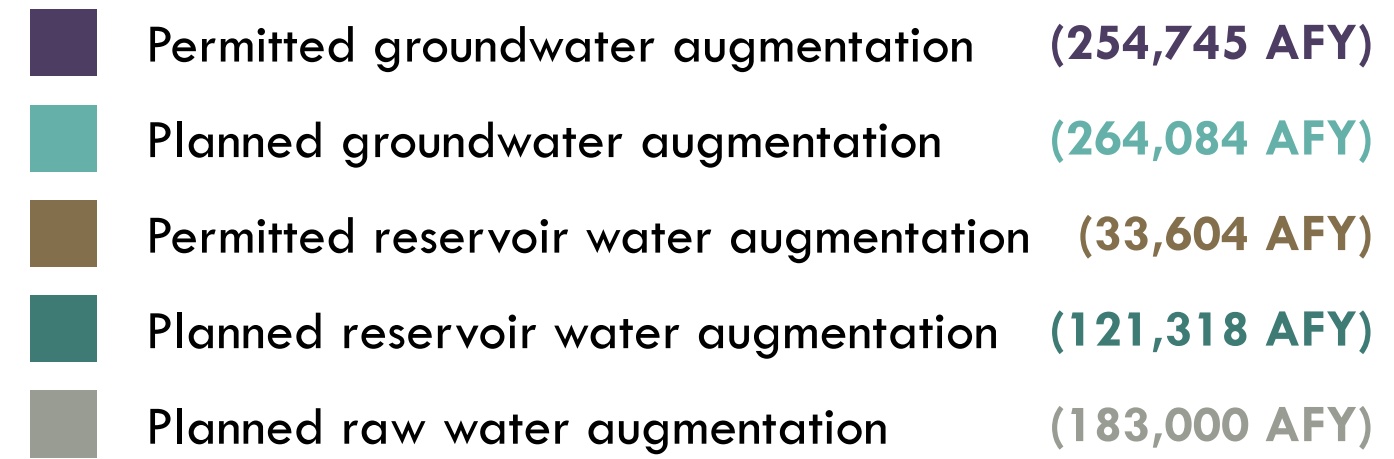 Permitted groundwater augmentation (254,745 AFY)
Planned groundwater augmentation (264,084 AFY)
Permitted reservoir water augmentation (33,604 AFY)
Planned reservoir water augmentation (121,318 AFY)
Planned raw water augmentation (183,000 AFY)